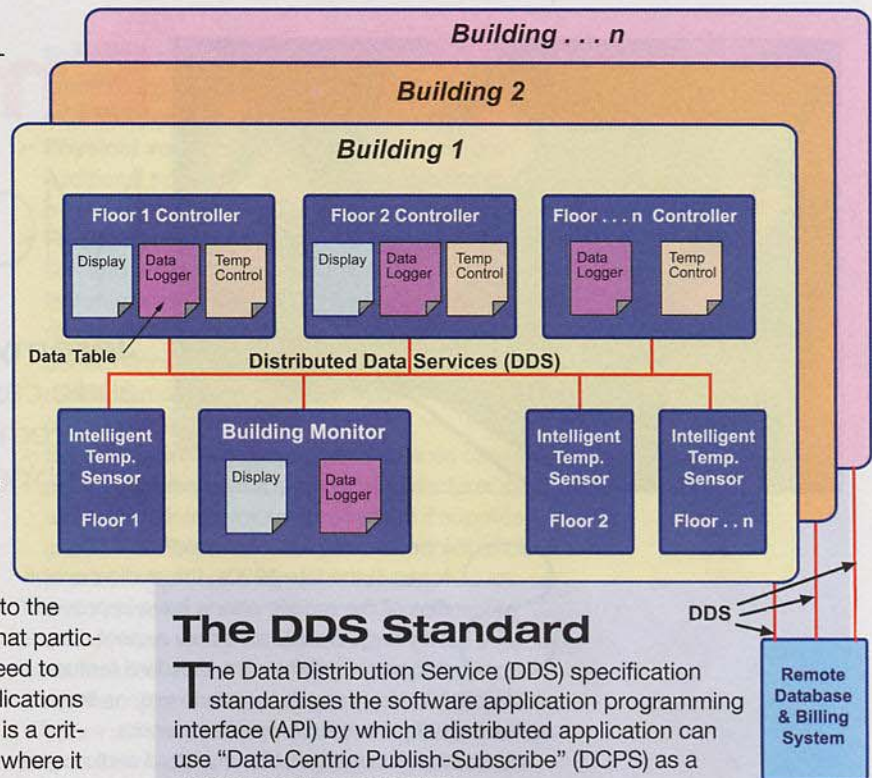 Building . . . n
Building 2
Building 1
Floor 1 Controller
Display
Data
Logger
Temp
Control
Floor 2 Controller
Display
Data
Logger
Temp
Control
Floor . . . n Controller
Data
Logger
Temp
Control
Data Table
Distributed Data Services (DDS)
Intelligent
Temp.
Sensor
Floor 1
Building Monitor
Display
Data
Logger
Intelligent
Temp.
Sensor
Floor 2
Intelligent
Temp.
Sensor
Floor . . n
DDS
Remote
Database
& Billing
System
to the
hat partic-
eed to
lications
is a crit-
where it
The DDS Standard
The Data Distribution Service (DDS) specification
standardises the software application programming
interface (API) by which a distributed application can
use “Data-Centric Publish-Subscribe” (DCPS) as a